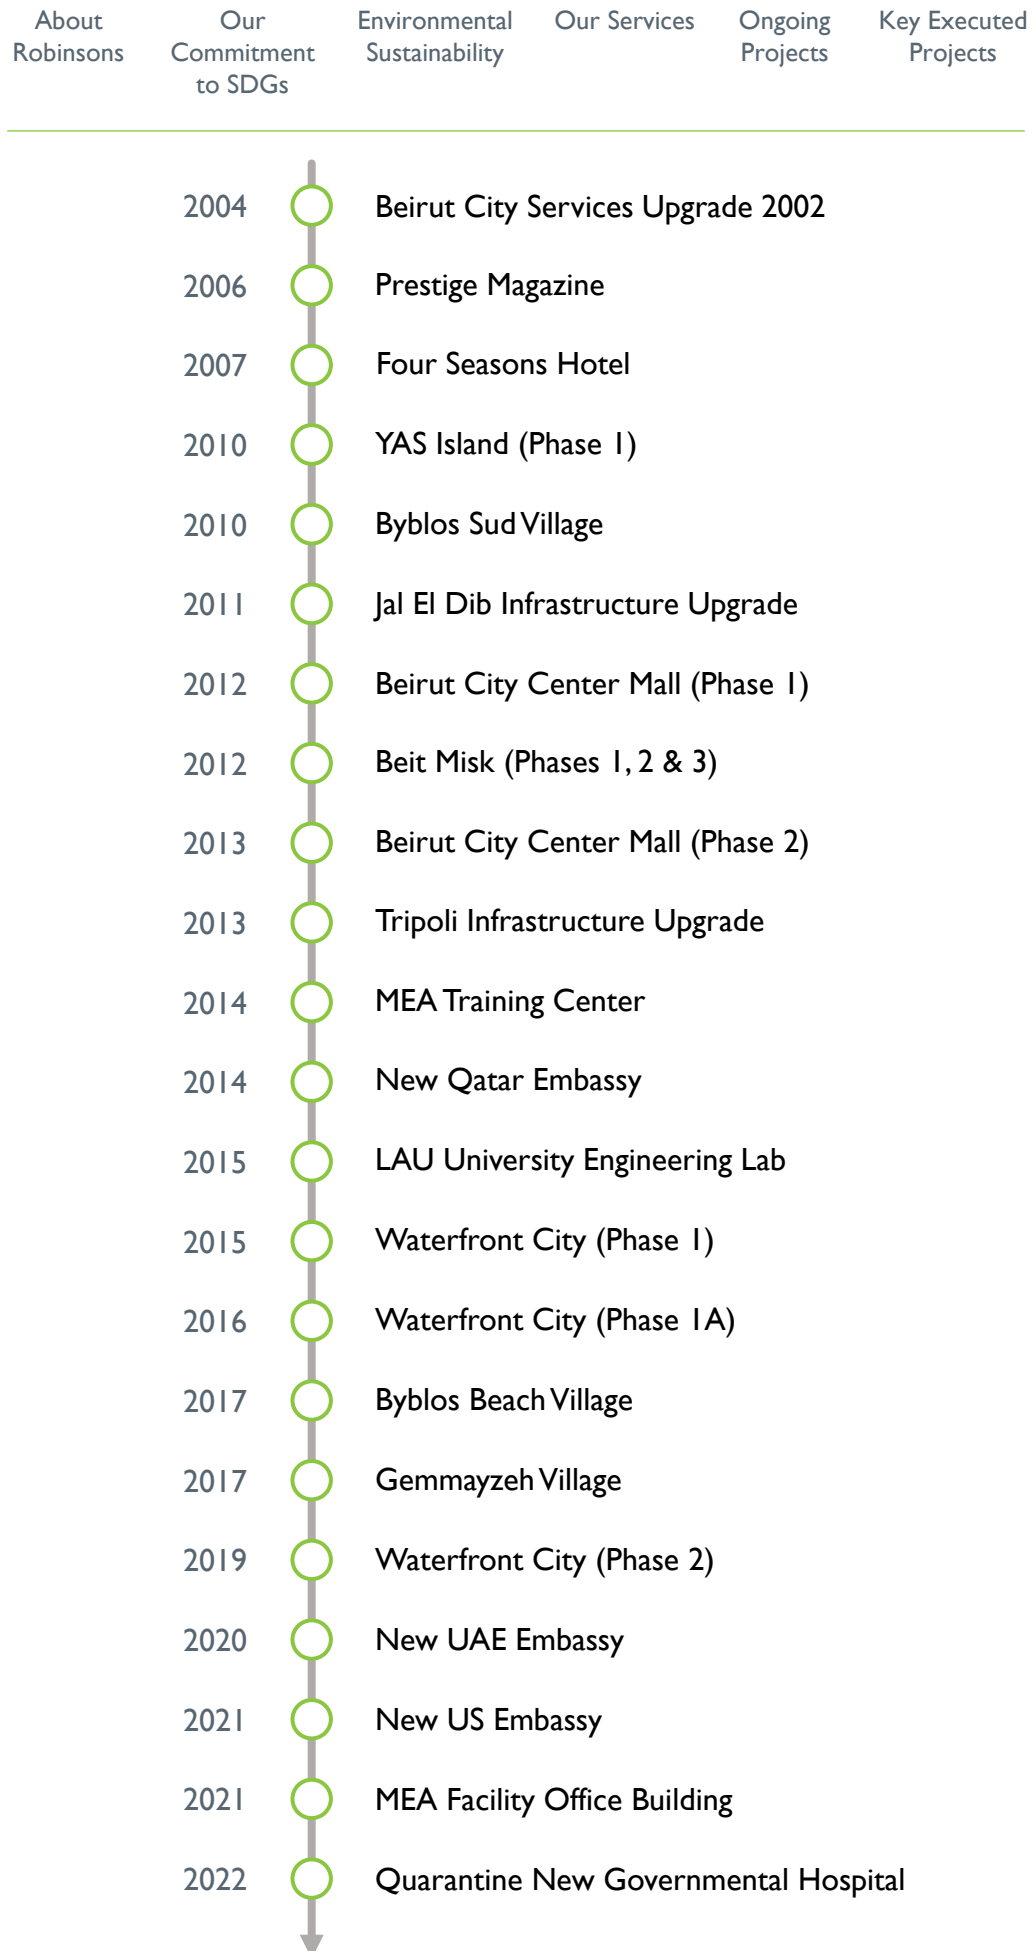 About Robinsons
Our Commitment to SDGs
Environmental Sustainability
Our Services
Ongoing Projects
Key Executed Projects
2004 Beirut City Services Upgrade 2002
2006 Prestige Magazine
2007 Four Seasons Hotel
2010 YAS Island (Phase 1)
2010 Byblos Sud Village
2011 Jal El Dib Infrastructure Upgrade
2012 Beirut City Center Mall (Phase 1)
2012 Beit Misk (Phases 1, 2 & 3)
2013 Beirut City Center Mall (Phase 2)
2013 Tripoli Infrastructure Upgrade
2014 MEA Training Center
2014 New Qatar Embassy
2015 LAU University Engineering Lab
2015 Waterfront City (Phase 1)
2016 Waterfront City (Phase 1A)
2017 Byblos Beach Village
2017 Gemmayzeh Village
2019 Waterfront City (Phase 2)
2020 New UAE Embassy
2021 New US Embassy
2021 MEA Facility Office Building
2022 Quarantine New Governmental Hospital